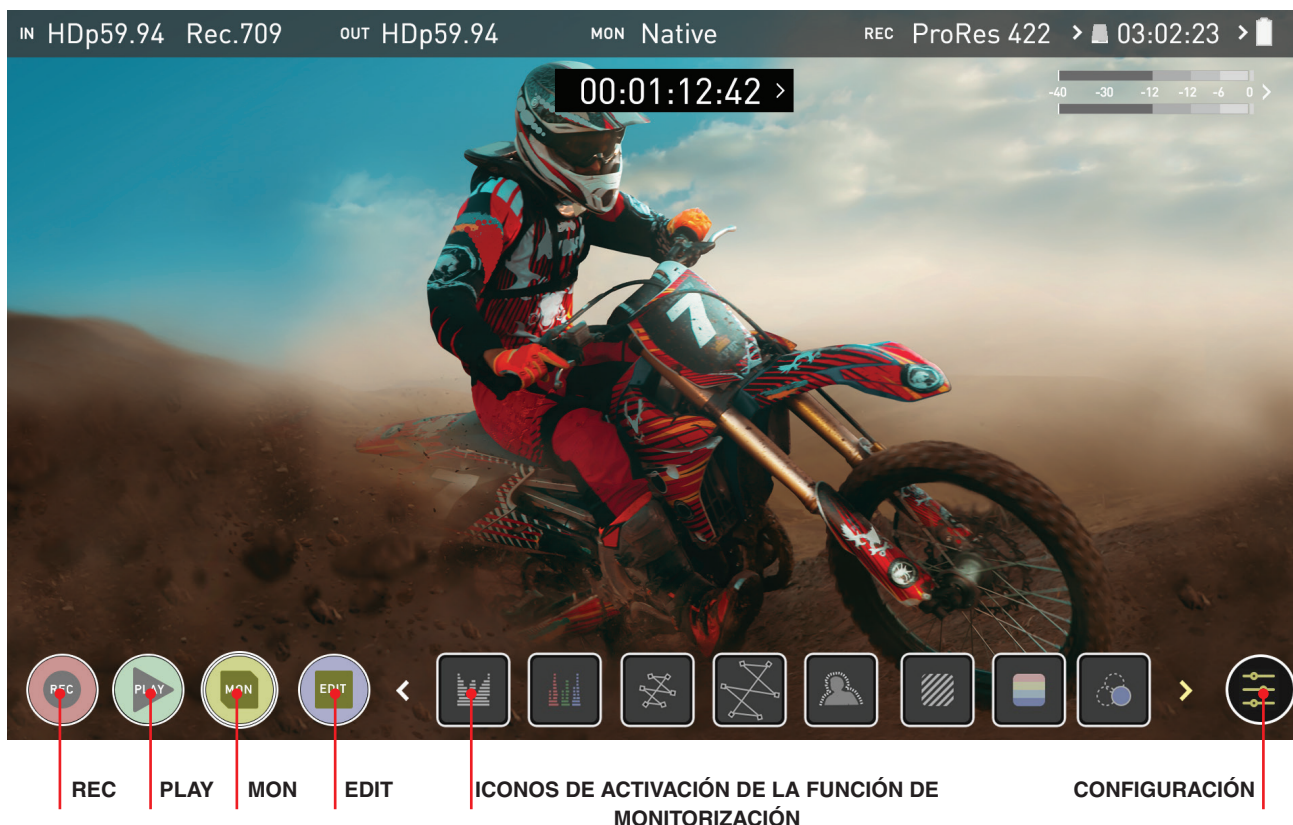 IN HDp59.94 Rec.709 OUT HDp59.94 MON Native REC ProRes 422 > 03:02:23 >
00:01:12:42 >
-40 -30 -12 -12 -6 0 >
7
REC PLAY MON EDIT < >
REC PLAY MON EDIT ICONOS DE ACTIVACIÓN DE LA FUNCIÓN DE CONFIGURACIÓN
MONITORIZACIÓN